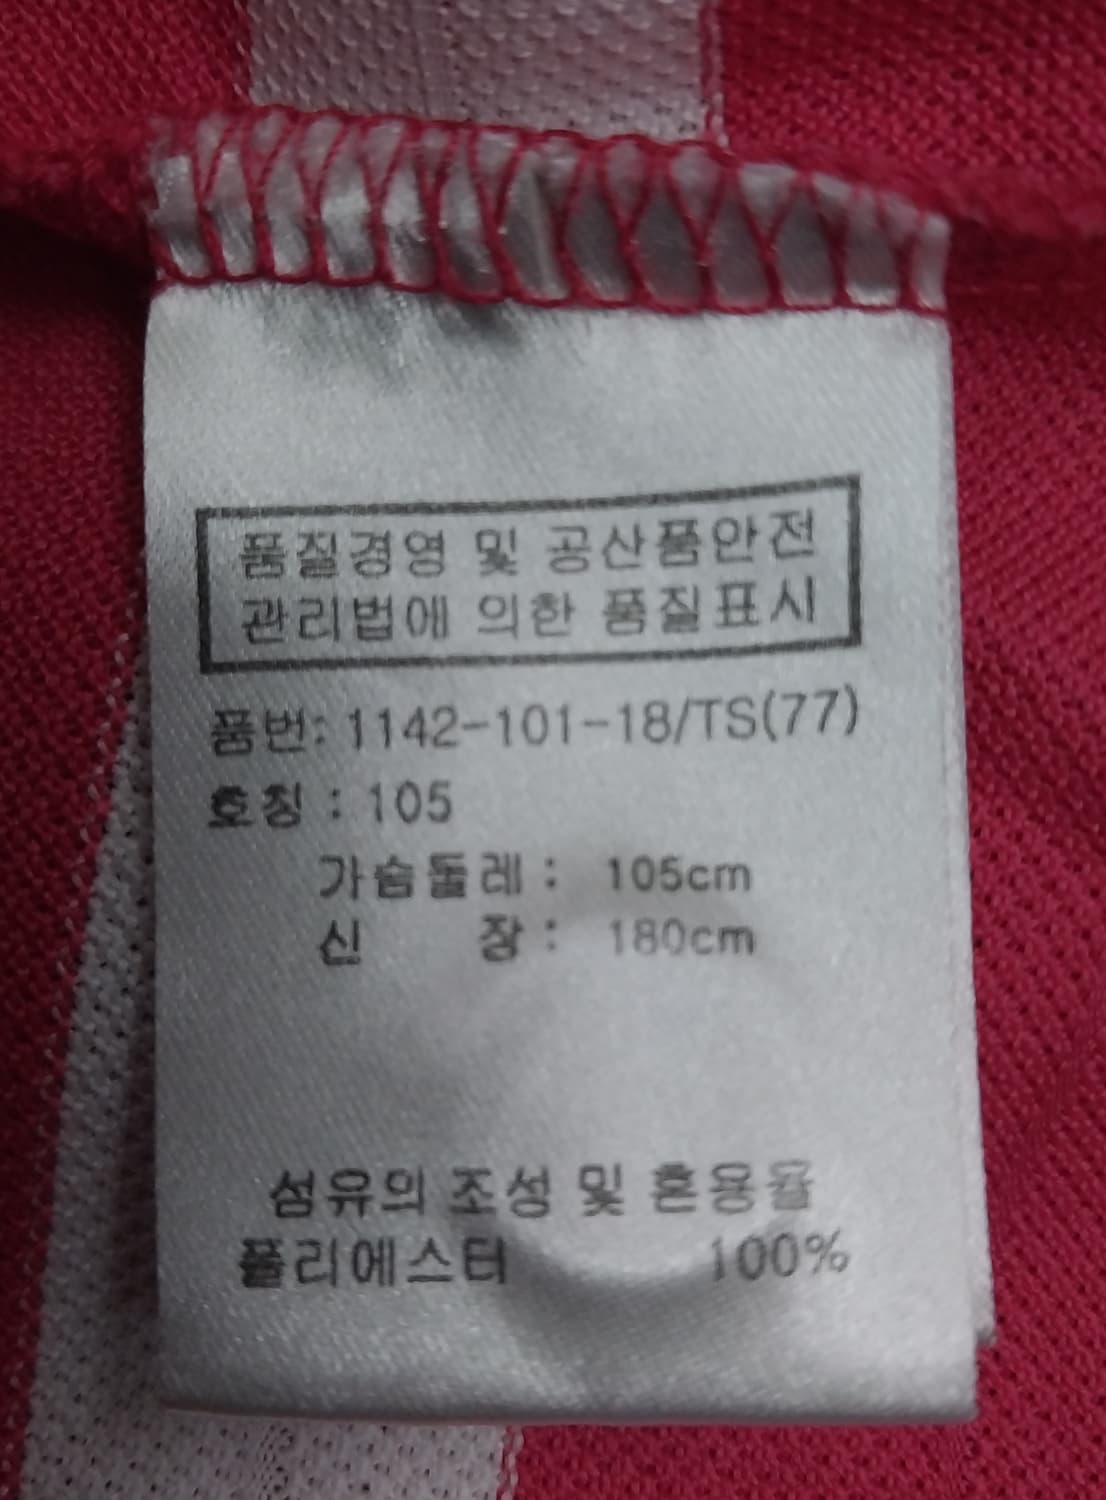 품질경영 및 공산품안전
관리법에 의한 품질표시
품번: 1142-101-18/TS(77)
호칭 : 105
가슴둘레 : 105cm
신 장 : 180cm
섬유의 조성 및 혼용율
폴리에스터 100%